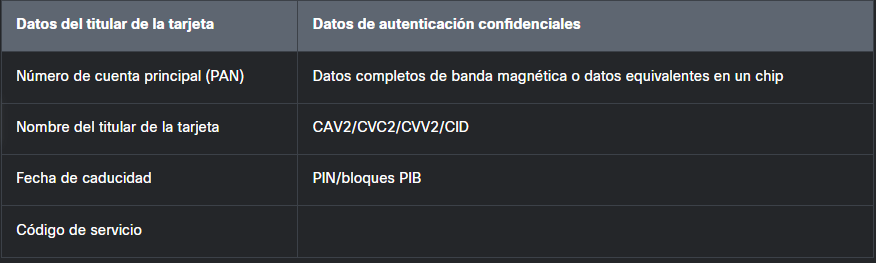 Datos del titular de la tarjeta
Datos de autenticación confidenciales
Número de cuenta principal (PAN)
Datos completos de banda magnética o datos equivalentes en un chip
Nombre del titular de la tarjeta
CAV2/CVC2/CVV2/CID
Fecha de caducidad
PIN/bloques PIB
Código de servicio